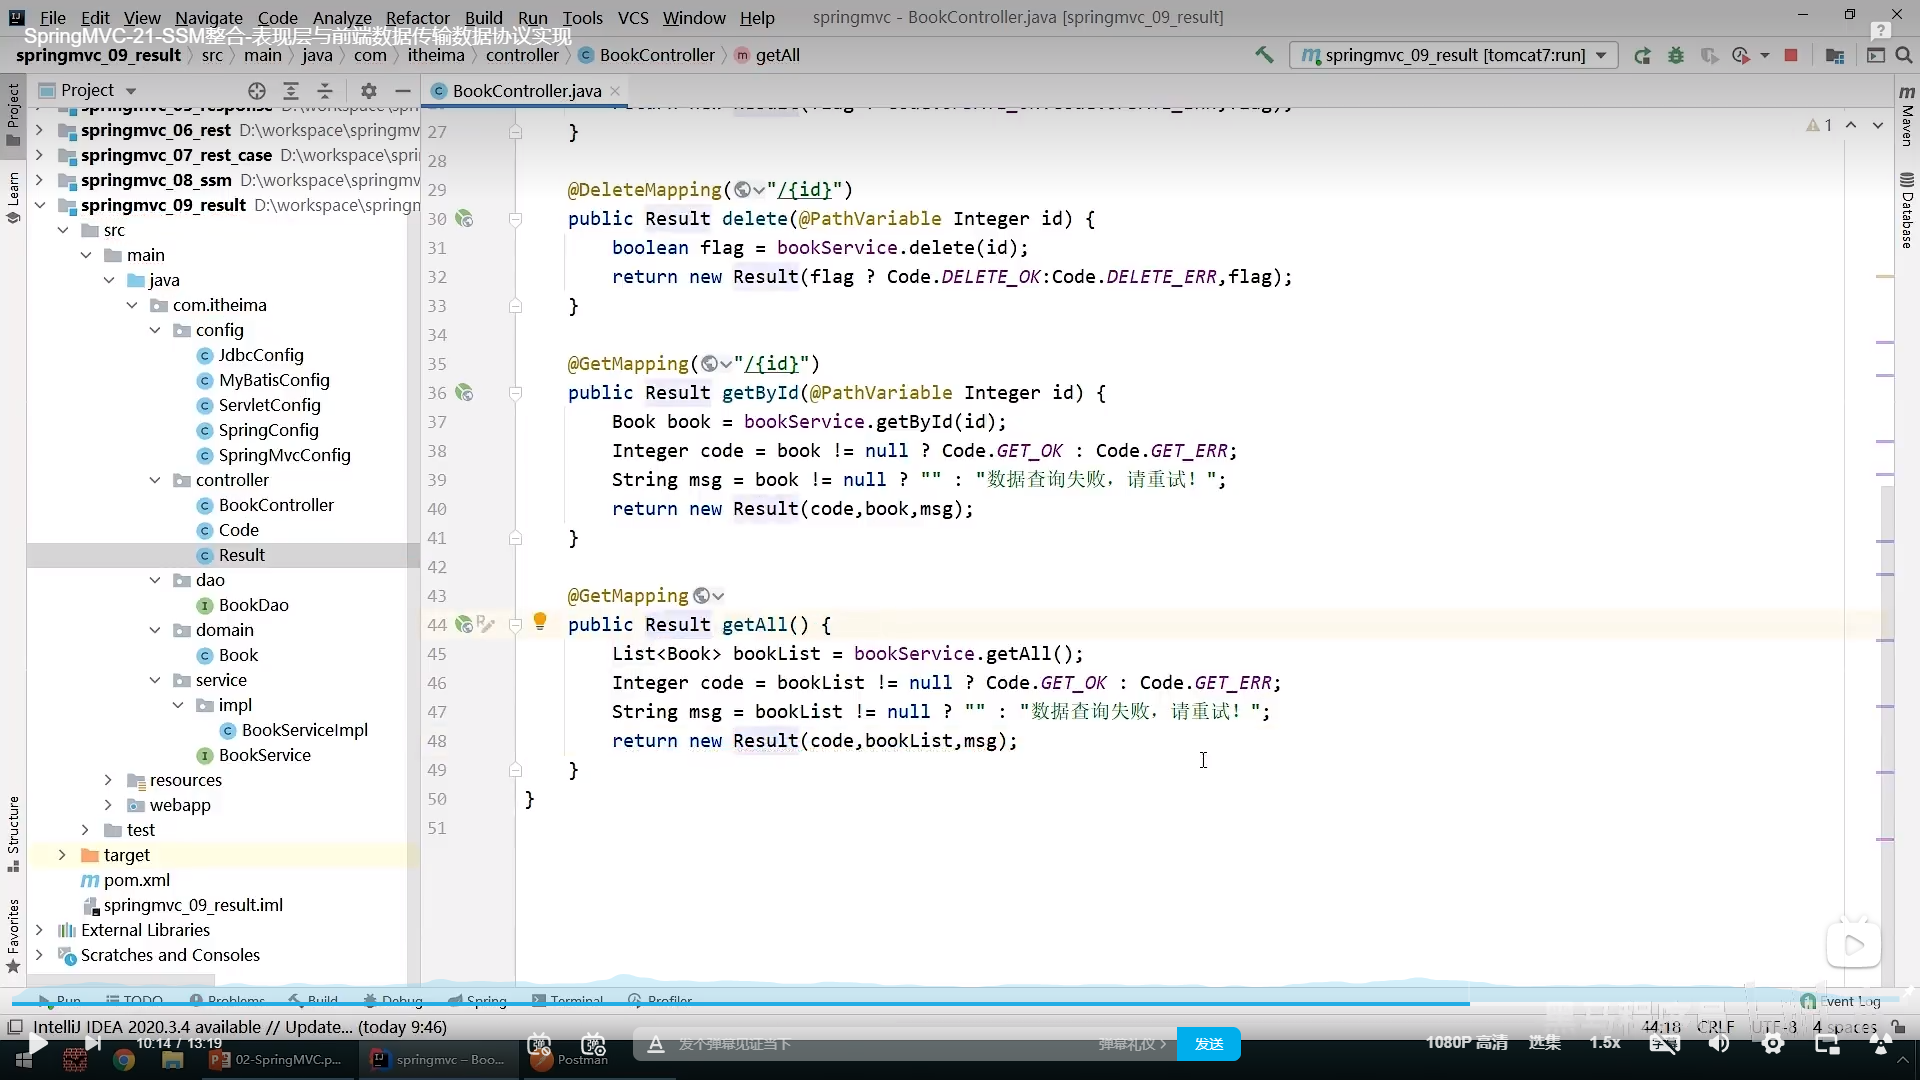 File Edit View Navigate Code Analyze Refactor Build Run Tools VCS Window Help springmvc - BookController.java [springmvc_09_result]
SpringMVC-21-SSM整合-表现层与前端数据传输数据协议实现
springmvc_09_result src main java com itheima controller BookController getAll
springmvc_09_result [tomcat7:run]
Project
BookController.java
springmvc_05_response
springmvc_06_rest D:\workspace\springmv
springmvc_07_rest_case D:\workspace\spri
springmvc_08_ssm D:\workspace\springmv
springmvc_09_result D:\workspace\springn
src
main
java
com.itheima
config
JdbcConfig
MyBatisConfig
ServletConfig
SpringConfig
SpringMvcConfig
controller
BookController
Code
Result
dao
BookDao
domain
Book
service
impl
BookServiceImpl
BookService
resources
webapp
test
target
pom.xml
springmvc_09_result.iml
External Libraries
Scratches and Consoles
Project
Learn
Structure
Favorites
27 }
28
29 @DeleteMapping("/{id}")
30 public Result delete(@PathVariable Integer id) {
31 boolean flag = bookService.delete(id);
32 return new Result(flag ? Code.DELETE_OK:Code.DELETE_ERR,flag);
33 }
34
35 @GetMapping("/{id}")
36 public Result getById(@PathVariable Integer id) {
37 Book book = bookService.getById(id);
38 Integer code = book != null ? Code.GET_OK : Code.GET_ERR;
39 String msg = book != null ? "" : "数据查询失败，请重试！";
40 return new Result(code,book,msg);
41 }
42
43 @GetMapping
44 public Result getAll() {
45 List<Book> bookList = bookService.getAll();
46 Integer code = bookList != null ? Code.GET_OK : Code.GET_ERR;
47 String msg = bookList != null ? "" : "数据查询失败，请重试！";
48 return new Result(code,bookList,msg);
49 }
50 }
51
1
Maven
Database
Run TODO Problems Build Debug Spring Terminal Profiler Event Log
IntelliJ IDEA 2020.3.4 available // Update... (today 9:46) 44:18 CRLF UTF-8 4 spaces
10:14 / 13:19 发个弹幕见证当下 弹幕礼仪 发送 1080P 高清 选集 1.5x
02-SpringMVC.p... springmvc – Boo... Postman